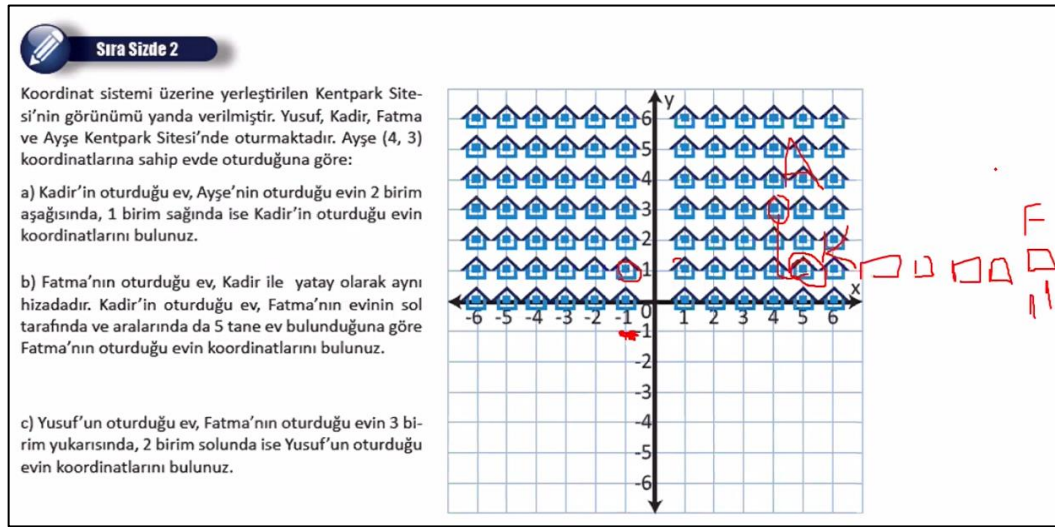 Sıra Sizde 2
Koordinat sistemi üzerine yerleştirilen Kentpark Site-
si’nin görünümü yanda verilmiştir. Yusuf, Kadir, Fatma
ve Ayşe Kentpark Sitesi’nde oturmaktadır. Ayşe (4, 3)
koordinatlarına sahip evde oturduğuna göre:
a) Kadir’in oturduğu ev, Ayşe’nin oturduğu evin 2 birim
aşağısında, 1 birim sağında ise Kadir’in oturduğu evin
koordinatlarını bulunuz.
b) Fatma’nın oturduğu ev, Kadir ile yatay olarak aynı
hizadadır. Kadir’in oturduğu ev, Fatma’nın evinin sol
tarafında ve aralarında da 5 tane ev bulunduğuna göre
Fatma’nın oturduğu evin koordinatlarını bulunuz.
c) Yusuf’un oturduğu ev, Fatma’nın oturduğu evin 3 bi-
rim yukarısında, 2 birim solunda ise Yusuf’un oturduğu
evin koordinatlarını bulunuz.
y
6
5
4
A
3
2
K
F
1
x
11
0
-6 -5 -4 -3 -2 -1 1 2 3 4 5 6
-1
-2
-3
-4
-5
-6